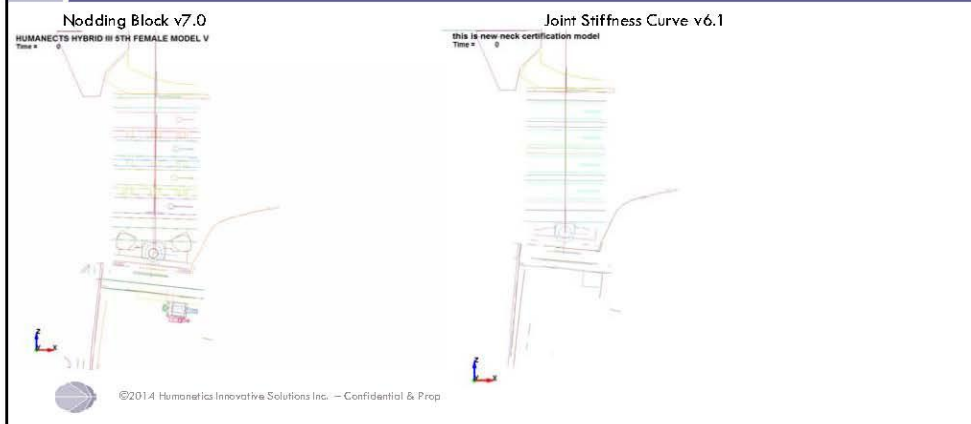 Nodding Block v7.0
HUMANECTS HYBRID III 5TH FEMALE MODEL V
Time = 0
Joint Stiffness Curve v6.1
this is new neck certification model
Time = 0
Z
Y X
Z
Y X
©2014 Humanetics Innovative Solutions Inc. – Confidential & Prop